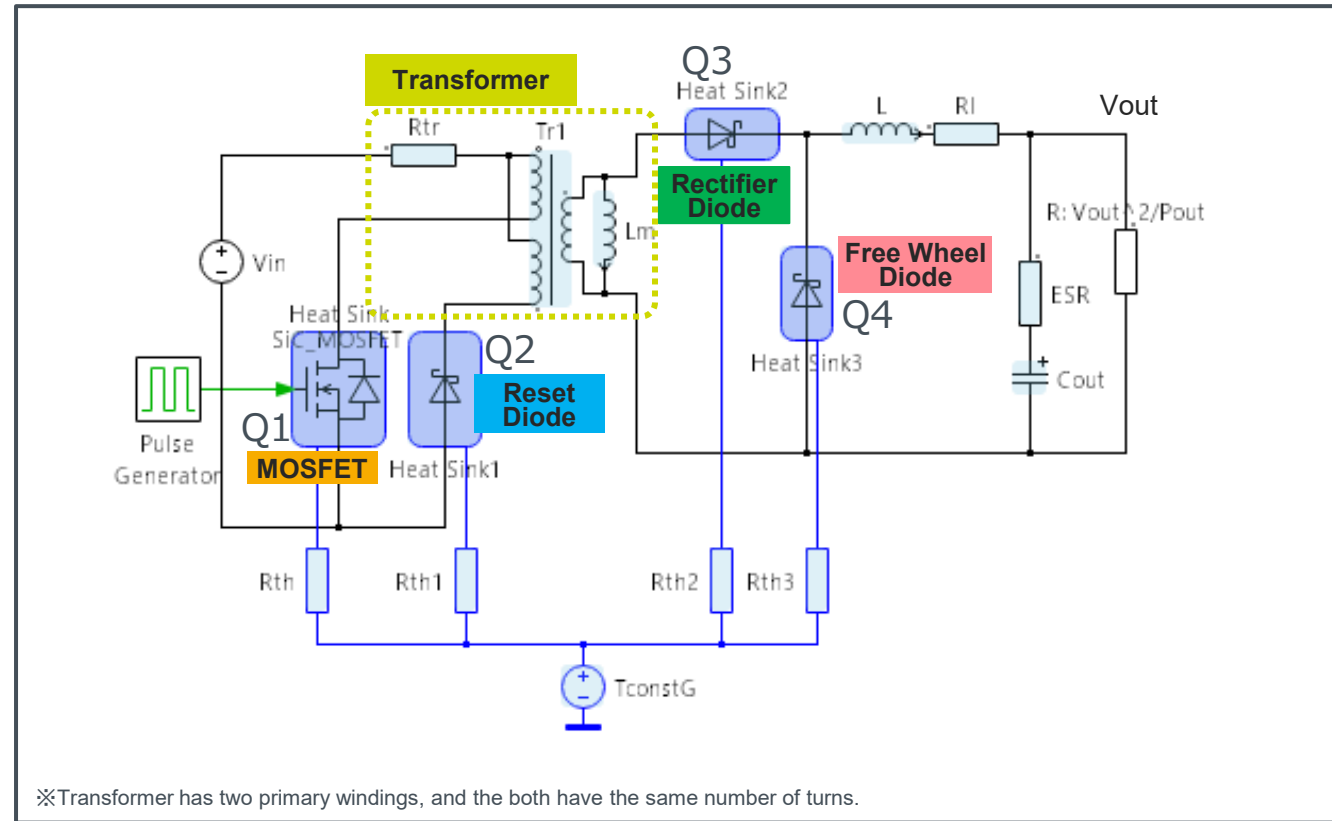 Q3
Heat Sink2
Transformer
Rtr
Tr1
L
Rl
Vout
Rectifier
Diode
R: Vout^2/Pout
Lm
Vin
Free Wheel
Diode
ESR
Q4
Heat Sink
SiC_MOSFET
Q2
Heat Sink3
Reset
Diode
Cout
Q1
Pulse
Generator
MOSFET
Heat Sink1
Rth
Rth1
Rth2
Rth3
TconstG
※Transformer has two primary windings, and the both have the same number of turns.